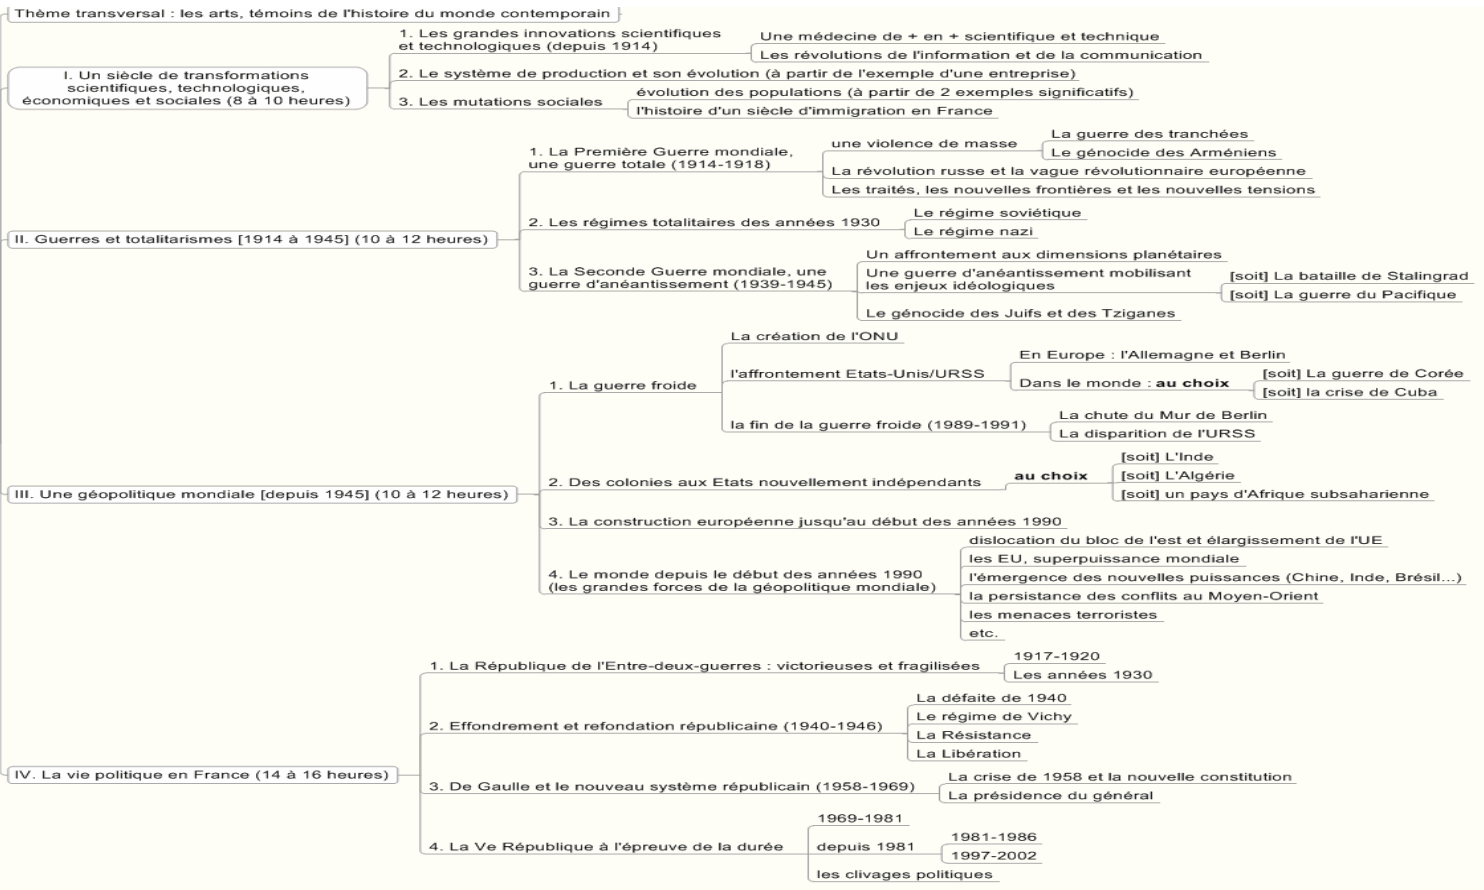 Thème transversal : les arts, témoins de l'histoire du monde contemporain
I. Un siècle de transformations
scientifiques, technologiques,
économiques et sociales (8 à 10 heures)
1. Les grandes innovations scientifiques
et technologiques (depuis 1914)
Une médecine de + en + scientifique et technique
Les révolutions de l'information et de la communication
2. Le système de production et son évolution (à partir de l'exemple d'une entreprise)
3. Les mutations sociales
évolution des populations (à partir de 2 exemples significatifs)
l'histoire d'un siècle d'immigration en France
II. Guerres et totalitarismes [1914 à 1945] (10 à 12 heures)
1. La Première Guerre mondiale,
une guerre totale (1914-1918)
une violence de masse
La guerre des tranchées
Le génocide des Arméniens
La révolution russe et la vague révolutionnaire européenne
Les traités, les nouvelles frontières et les nouvelles tensions
2. Les régimes totalitaires des années 1930
Le régime soviétique
Le régime nazi
3. La Seconde Guerre mondiale, une
guerre d'anéantissement (1939-1945)
Un affrontement aux dimensions planétaires
Une guerre d'anéantissement mobilisant
les enjeux idéologiques
[soit] La bataille de Stalingrad
[soit] La guerre du Pacifique
Le génocide des Juifs et des Tziganes
III. Une géopolitique mondiale [depuis 1945] (10 à 12 heures)
1. La guerre froide
La création de l'ONU
l'affrontement Etats-Unis/URSS
En Europe : l'Allemagne et Berlin
Dans le monde : au choix
[soit] La guerre de Corée
[soit] la crise de Cuba
la fin de la guerre froide (1989-1991)
La chute du Mur de Berlin
La disparition de l'URSS
2. Des colonies aux Etats nouvellement indépendants
au choix
[soit] L'Inde
[soit] L'Algérie
[soit] un pays d'Afrique subsaharienne
3. La construction européenne jusqu'au début des années 1990
4. Le monde depuis le début des années 1990
(les grandes forces de la géopolitique mondiale)
dislocation du bloc de l'est et élargissement de l'UE
les EU, superpuissance mondiale
l'émergence des nouvelles puissances (Chine, Inde, Brésil...)
la persistance des conflits au Moyen-Orient
les menaces terroristes
etc.
IV. La vie politique en France (14 à 16 heures)
1. La République de l'Entre-deux-guerres : victorieuses et fragilisées
1917-1920
Les années 1930
2. Effondrement et refondation républicaine (1940-1946)
La défaite de 1940
Le régime de Vichy
La Résistance
La Libération
3. De Gaulle et le nouveau système républicain (1958-1969)
La crise de 1958 et la nouvelle constitution
La présidence du général
4. La Ve République à l'épreuve de la durée
1969-1981
depuis 1981
1981-1986
1997-2002
les clivages politiques